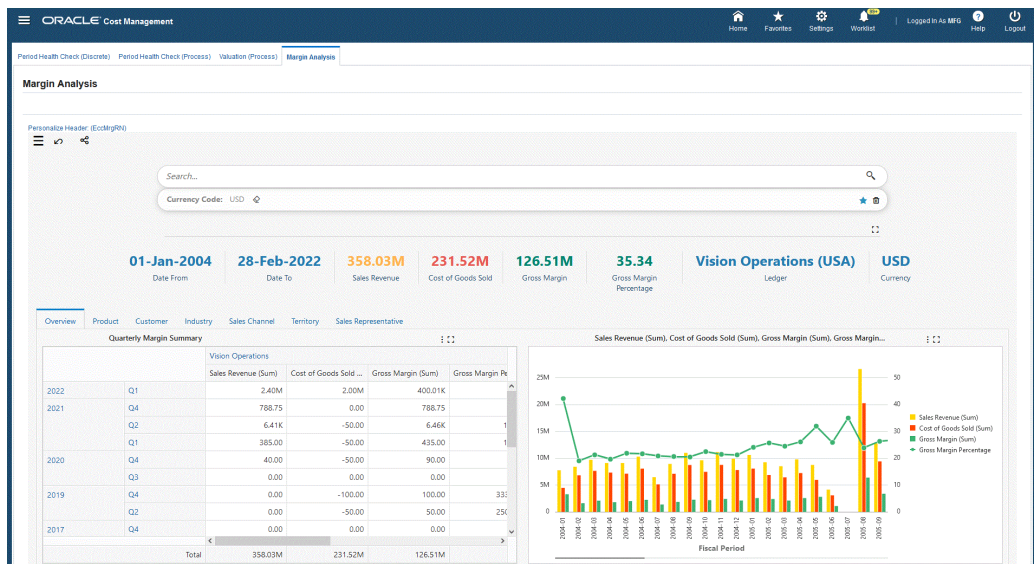 ORACLE Cost Management
99+
Home Favorites Settings Worklist Logged In As MFG Help Logout
Period Health Check (Discrete) Period Health Check (Process) Valuation (Process) Margin Analysis
Margin Analysis
Personalize Header: (EccMrgRN)
Search...
Currency Code: USD
01-Jan-2004 28-Feb-2022 358.03M 231.52M 126.51M 35.34 Vision Operations (USA) USD
Date From Date To Sales Revenue Cost of Goods Sold Gross Margin Gross Margin Percentage Ledger Currency
Overview Product Customer Industry Sales Channel Territory Sales Representative
Quarterly Margin Summary
Vision Operations
Sales Revenue (Sum) Cost of Goods Sold ... Gross Margin (Sum) Gross Margin Pe
2022 Q1 2.40M 2.00M 400.01K
2021 Q4 788.75 0.00 788.75
Q2 6.41K -50.00 6.46K 1
Q1 385.00 -50.00 435.00 1
2020 Q4 40.00 -50.00 90.00
Q3 0.00 0.00 0.00
2019 Q4 0.00 -100.00 100.00 333
Q2 0.00 -50.00 50.00 250
2017 Q4 0.00 0.00 0.00
Total 358.03M 231.52M 126.51M
Sales Revenue (Sum), Cost of Goods Sold (Sum), Gross Margin (Sum), Gross Margin...
25M 50
20M 40
15M 30
10M 20
5M 10
0 0
Sales Revenue (Sum)
Cost of Goods Sold (Sum)
Gross Margin (Sum)
Gross Margin Percentage
2004-01 2004-02 2004-03 2004-04 2004-05 2004-06 2004-07 2004-08 2004-09 2004-10 2004-11 2004-12 2005-01 2005-02 2005-03 2005-04 2005-05 2005-06 2005-07 2005-08 2005-09
Fiscal Period